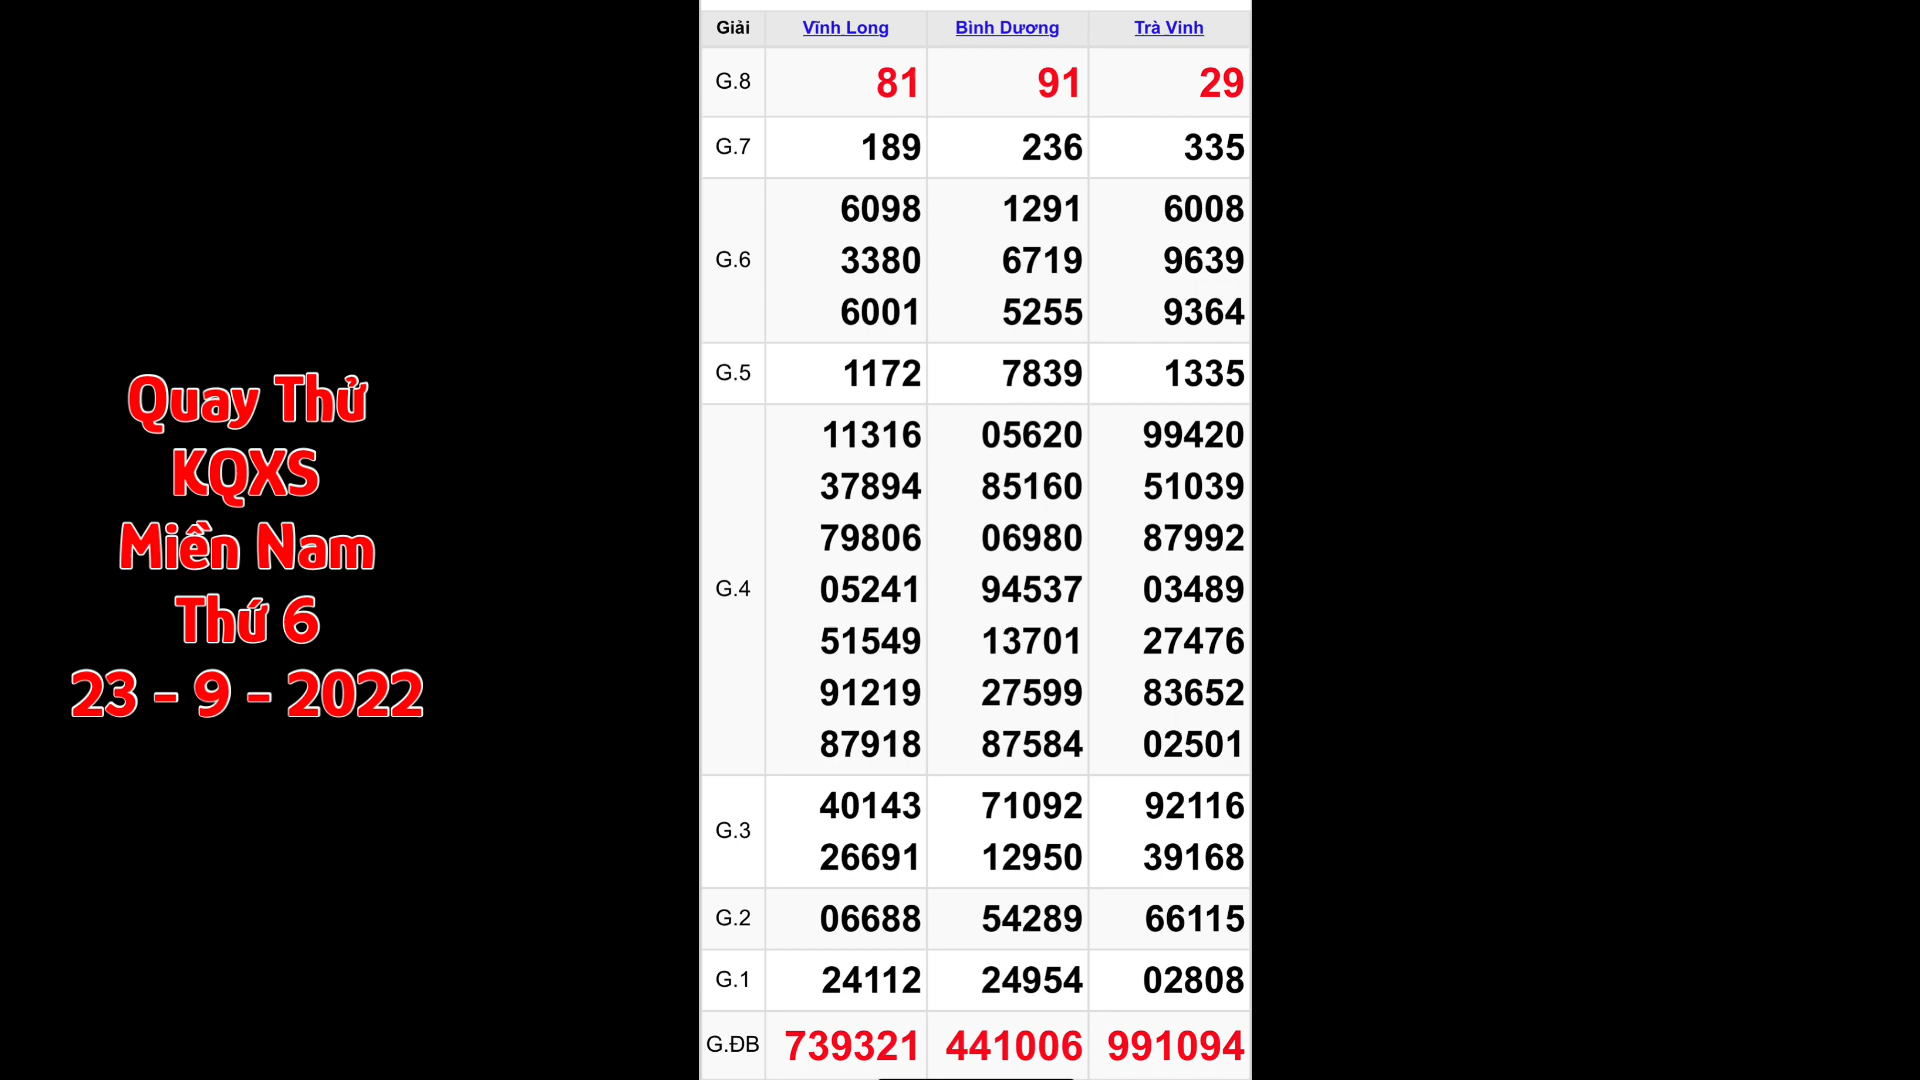 Quay Thử
KQXS
Miền Nam
Thứ 6
23 - 9 - 2022
Giải Vĩnh Long Bình Dương Trà Vinh
G.8 81 91 29
G.7 189 236 335
G.6
6098 1291 6008
3380 6719 9639
6001 5255 9364
G.5 1172 7839 1335
G.4
11316 05620 99420
37894 85160 51039
79806 06980 87992
05241 94537 03489
51549 13701 27476
91219 27599 83652
87918 87584 02501
G.3
40143 71092 92116
26691 12950 39168
G.2 06688 54289 66115
G.1 24112 24954 02808
G.ĐB 739321 441006 991094